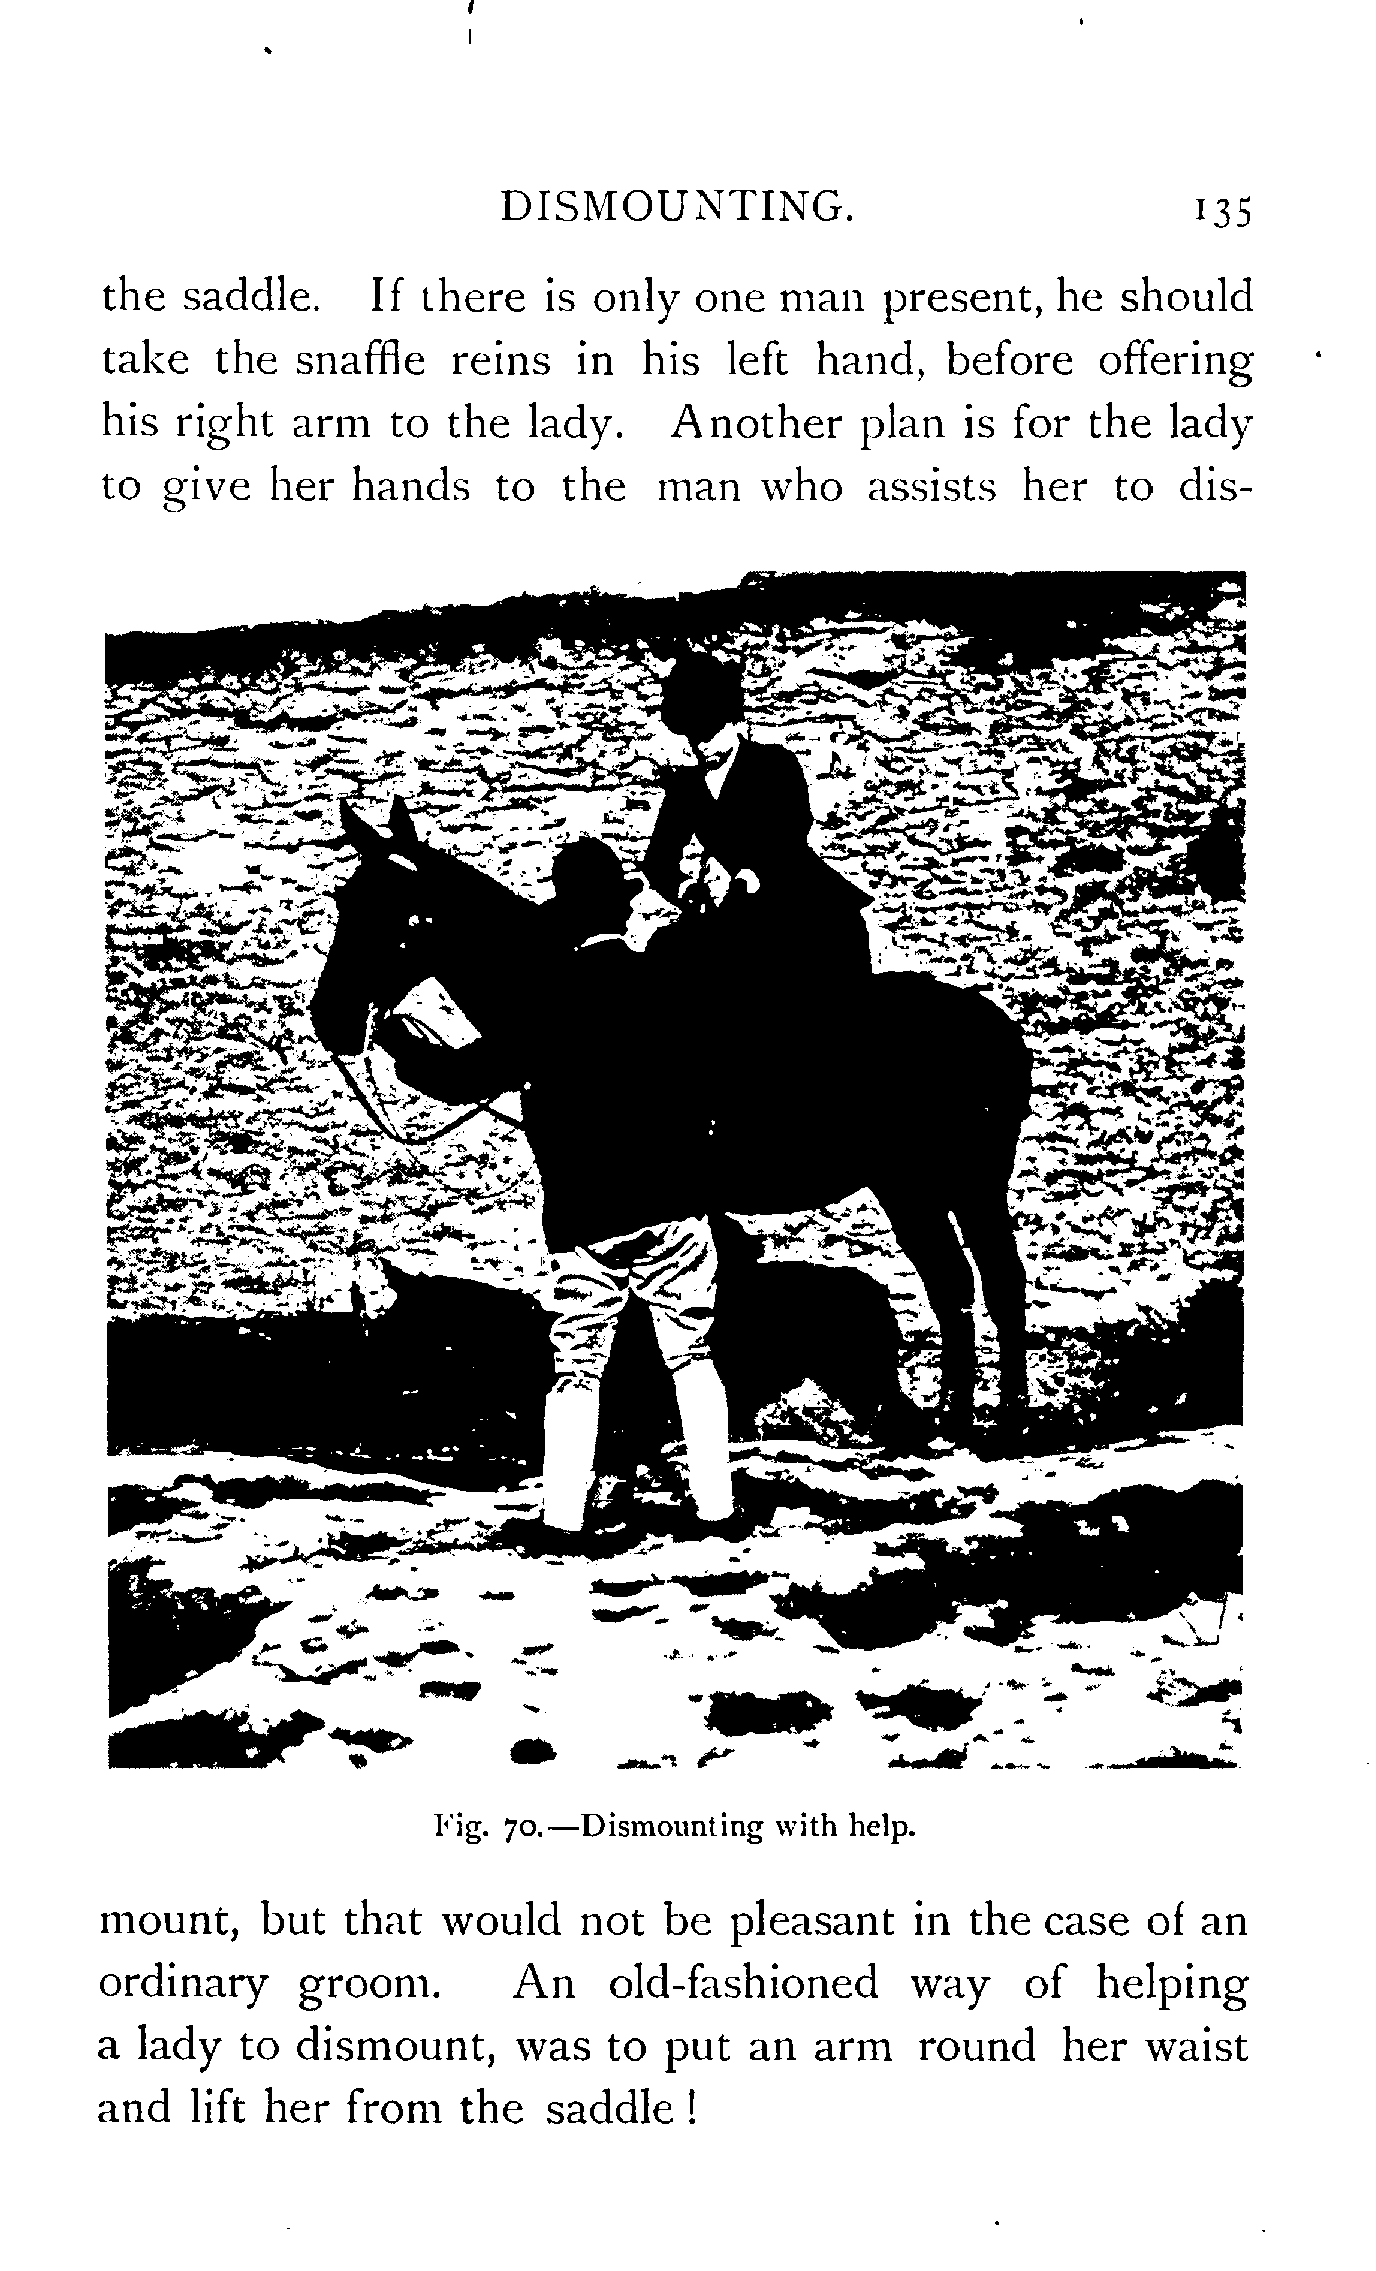 DISMOUNTING. 135
the saddle. If there is only one man present, he should
take the snaffle reins in his left hand, before offering
his right arm to the lady. Another plan is for the lady
to give her hands to the man who assists her to dis-
Fig. 70.—Dismounting with help.
mount, but that would not be pleasant in the case of an
ordinary groom. An old-fashioned way of helping
a lady to dismount, was to put an arm round her waist
and lift her from the saddle !